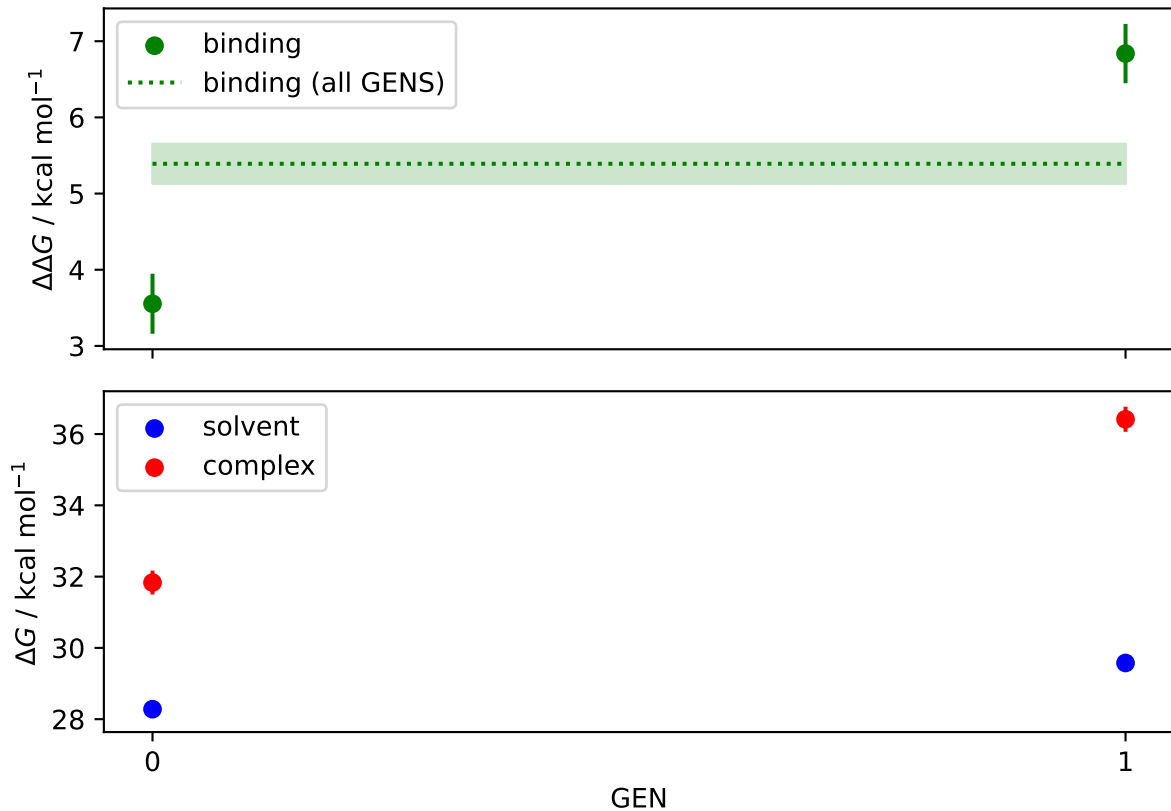 binding
binding (all GENS)
7
6
5
4
3
ΔΔG / kcal mol⁻¹
solvent
complex
36
34
32
30
28
ΔG / kcal mol⁻¹
0
1
GEN